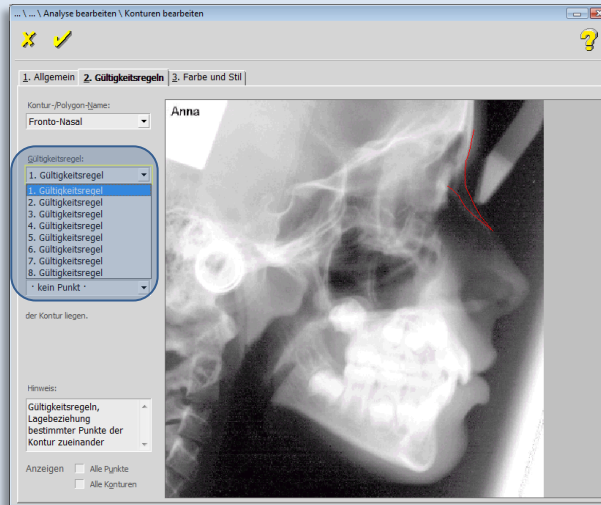 ... \ ... \ Analyse bearbeiten \ Konturen bearbeiten
1. Allgemein
2. Gültigkeitsregeln
3. Farbe und Stil
Kontur-/Polygon-Name:
Fronto-Nasal
Gültigkeitsregel:
1. Gültigkeitsregel
1. Gültigkeitsregel
2. Gültigkeitsregel
3. Gültigkeitsregel
4. Gültigkeitsregel
5. Gültigkeitsregel
6. Gültigkeitsregel
7. Gültigkeitsregel
8. Gültigkeitsregel
· kein Punkt ·
der Kontur liegen.
Hinweis:
Gültigkeitsregeln,
Lagebeziehung
bestimmter Punkte der
Kontur zueinander
Anzeigen
Alle Punkte
Alle Konturen
Anna